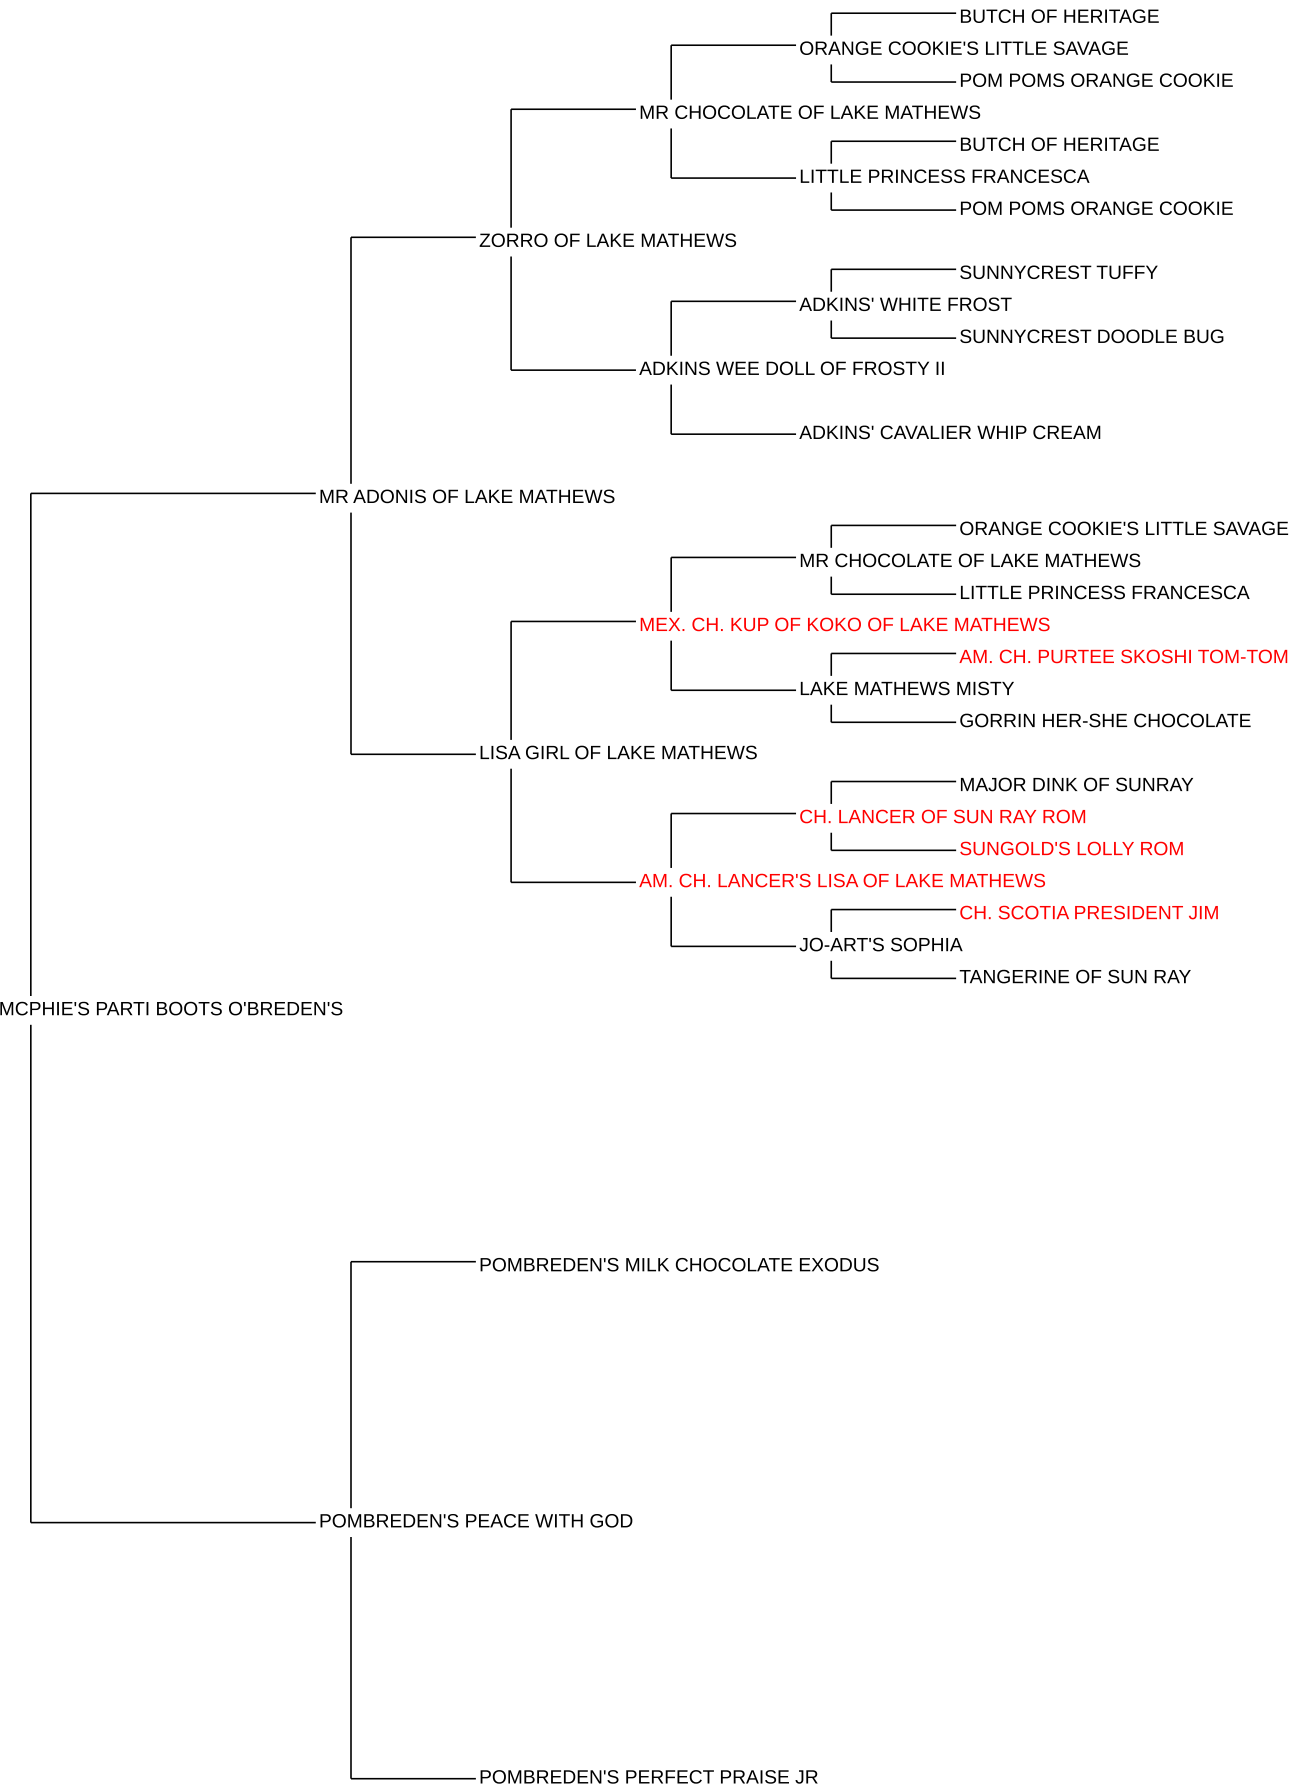 BUTCH OF HERITAGE
ORANGE COOKIE'S LITTLE SAVAGE
POM POMS ORANGE COOKIE
MR CHOCOLATE OF LAKE MATHEWS
BUTCH OF HERITAGE
LITTLE PRINCESS FRANCESCA
POM POMS ORANGE COOKIE
ZORRO OF LAKE MATHEWS
SUNNYCREST TUFFY
ADKINS' WHITE FROST
SUNNYCREST DOODLE BUG
ADKINS WEE DOLL OF FROSTY II
ADKINS' CAVALIER WHIP CREAM
MR ADONIS OF LAKE MATHEWS
ORANGE COOKIE'S LITTLE SAVAGE
MR CHOCOLATE OF LAKE MATHEWS
LITTLE PRINCESS FRANCESCA
MEX. CH. KUP OF KOKO OF LAKE MATHEWS
AM. CH. PURTEE SKOSHI TOM-TOM
LAKE MATHEWS MISTY
GORRIN HER-SHE CHOCOLATE
LISA GIRL OF LAKE MATHEWS
MAJOR DINK OF SUNRAY
CH. LANCER OF SUN RAY ROM
SUNGOLD'S LOLLY ROM
AM. CH. LANCER'S LISA OF LAKE MATHEWS
CH. SCOTIA PRESIDENT JIM
JO-ART'S SOPHIA
TANGERINE OF SUN RAY
MCPHIE'S PARTI BOOTS O'BREDEN'S
POMBREDEN'S MILK CHOCOLATE EXODUS
POMBREDEN'S PEACE WITH GOD
POMBREDEN'S PERFECT PRAISE JR